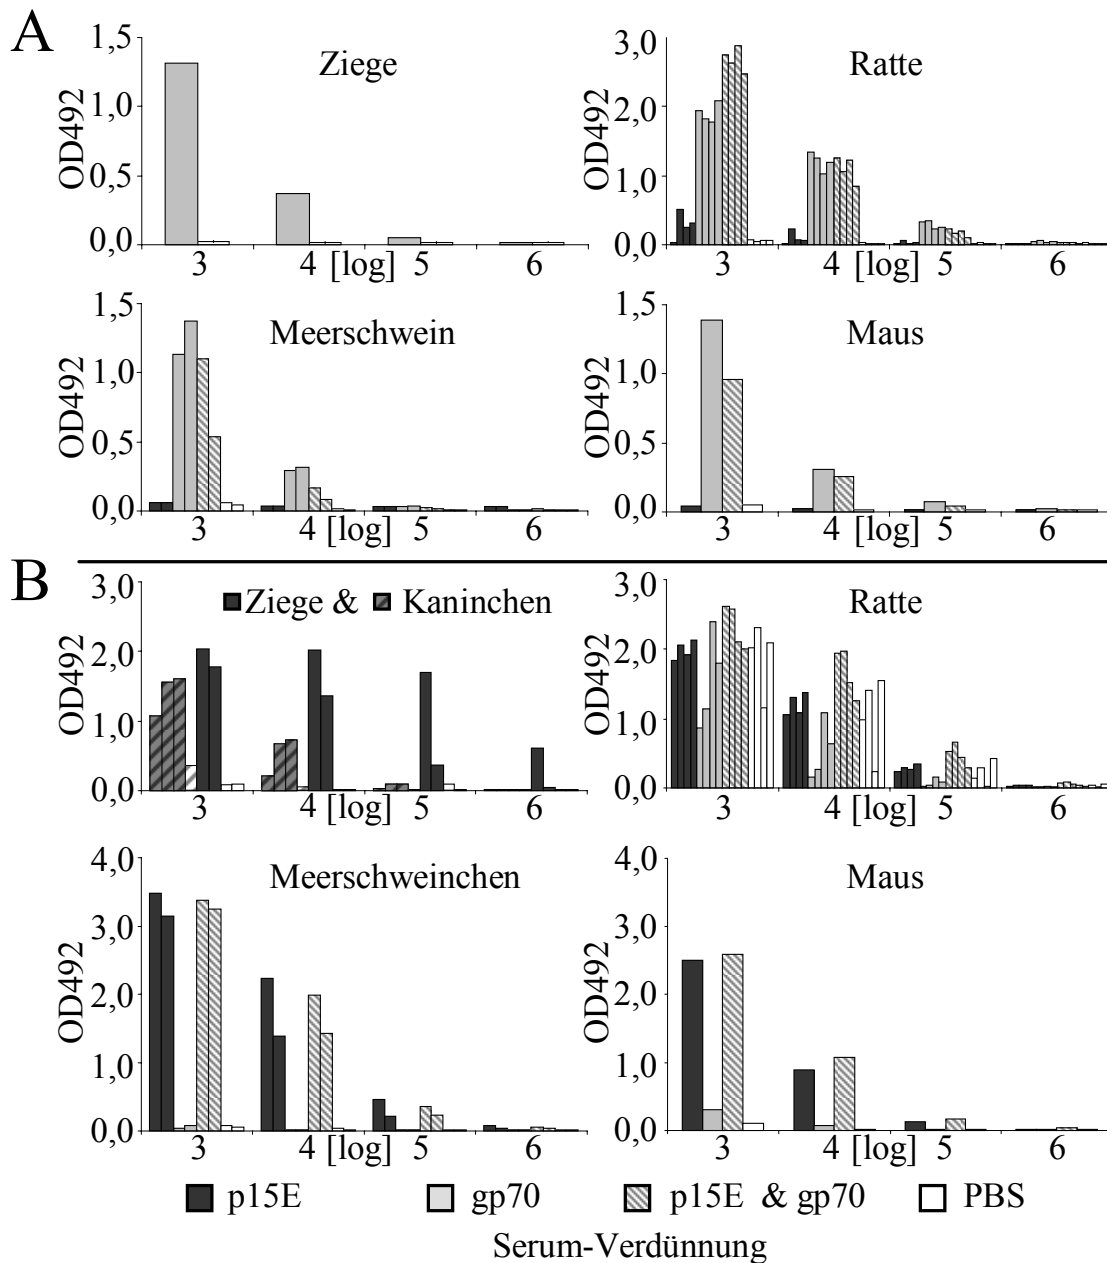 A
Ziege
OD492
1,5
1,0
0,5
0,0
3 4 [log] 5 6
Ratte
OD492
3,0
2,0
1,0
0,0
3 4 [log] 5 6
Meerschwein
OD492
1,5
1,0
0,5
0,0
3 4 [log] 5 6
Maus
OD492
1,5
1,0
0,5
0,0
3 4 [log] 5 6
B
Ziege & Kaninchen
OD492
3,0
2,0
1,0
0,0
3 4 [log] 5 6
Ratte
OD492
3,0
2,0
1,0
0,0
3 4 [log] 5 6
Meerschweinchen
OD492
4,0
3,0
2,0
1,0
0,0
3 4 [log] 5 6
Maus
OD492
4,0
3,0
2,0
1,0
0,0
3 4 [log] 5 6
p15E gp70 p15E & gp70 PBS
Serum-Verdünnung